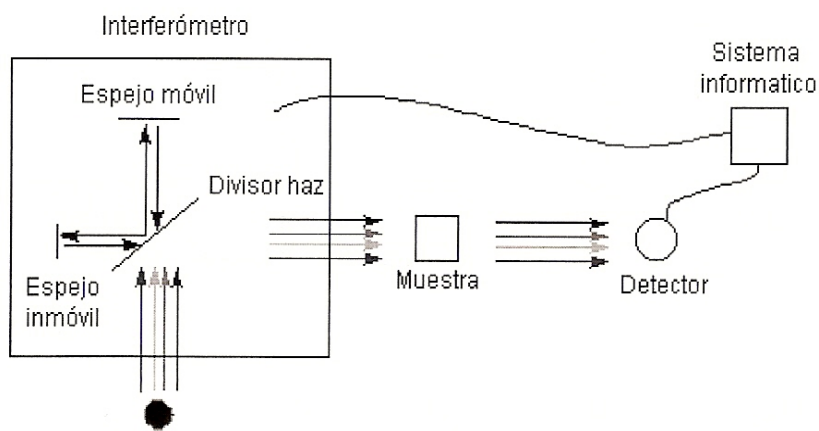 Interferómetro
Sistema
informatico
Espejo móvil
Divisor haz
Espejo
inmóvil
Muestra
Detector